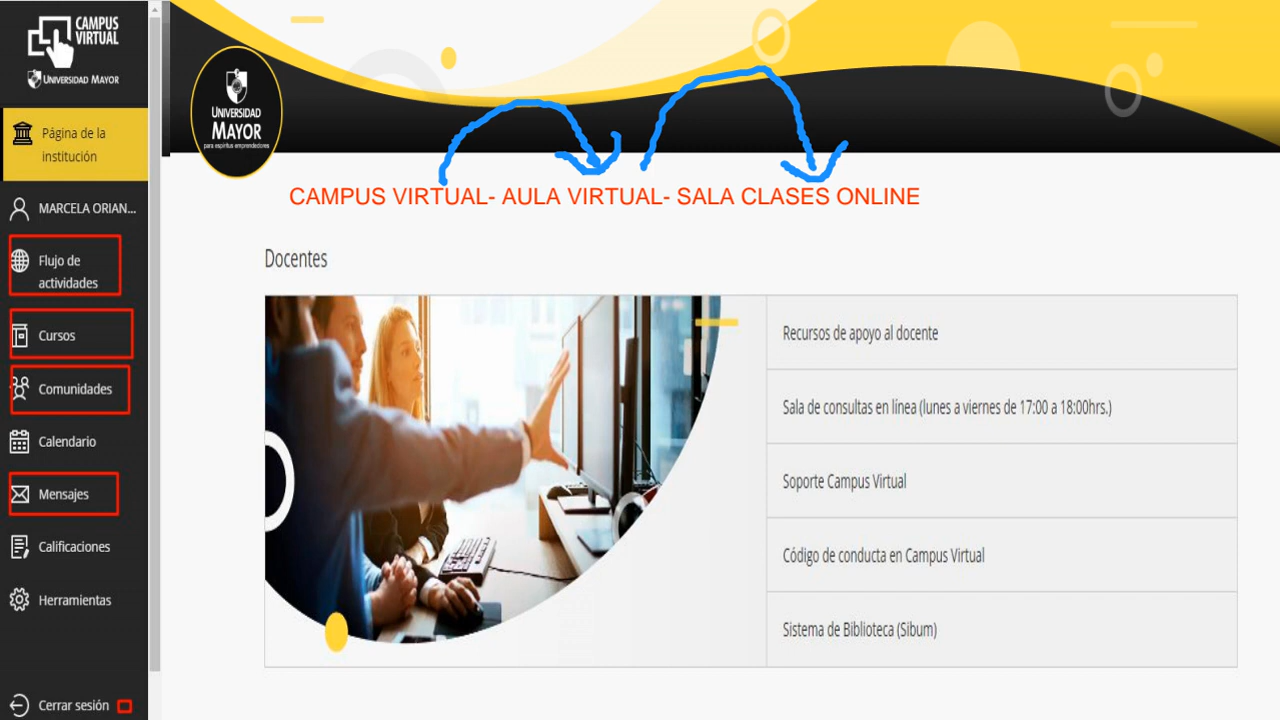 CAMPUS
VIRTUAL
UNIVERSIDAD MAYOR
Página de la
institución
MARCELA ORIAN...
Flujo de
actividades
Cursos
Comunidades
Calendario
Mensajes
Calificaciones
Herramientas
Cerrar sesión
UNIVERSIDAD
MAYOR
para espíritus emprendedores
CAMPUS VIRTUAL- AULA VIRTUAL- SALA CLASES ONLINE
Docentes
Recursos de apoyo al docente
Sala de consultas en línea (lunes a viernes de 17:00 a 18:00hrs.)
Soporte Campus Virtual
Código de conducta en Campus Virtual
Sistema de Biblioteca (Sibum)